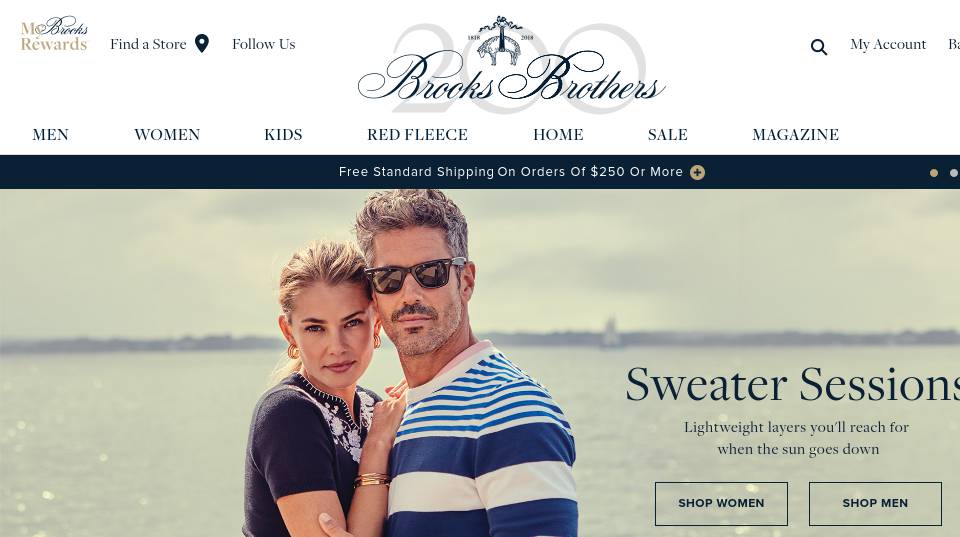 My Brooks
Rewards
Find a Store
Follow Us
200
1818 2018
Brooks Brothers
My Account
MEN
WOMEN
KIDS
RED FLEECE
HOME
SALE
MAGAZINE
Free Standard Shipping On Orders Of $250 Or More
Sweater Sessions
Lightweight layers you'll reach for
when the sun goes down
SHOP WOMEN
SHOP MEN